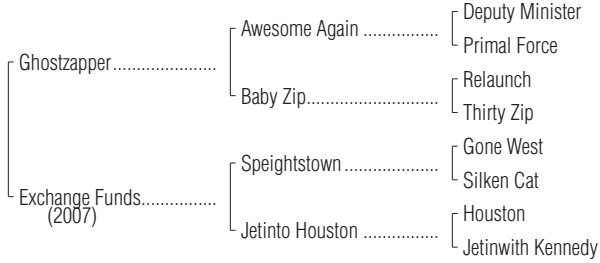 Deputy Minister
Awesome Again ................
Primal Force
Ghostzapper......................
Relaunch
Baby Zip............................
Thirty Zip
Gone West
Speightstown ....................
Silken Cat
Exchange Funds................
(2007)
Houston
Jetinto Houston .................
Jetinwith Kennedy